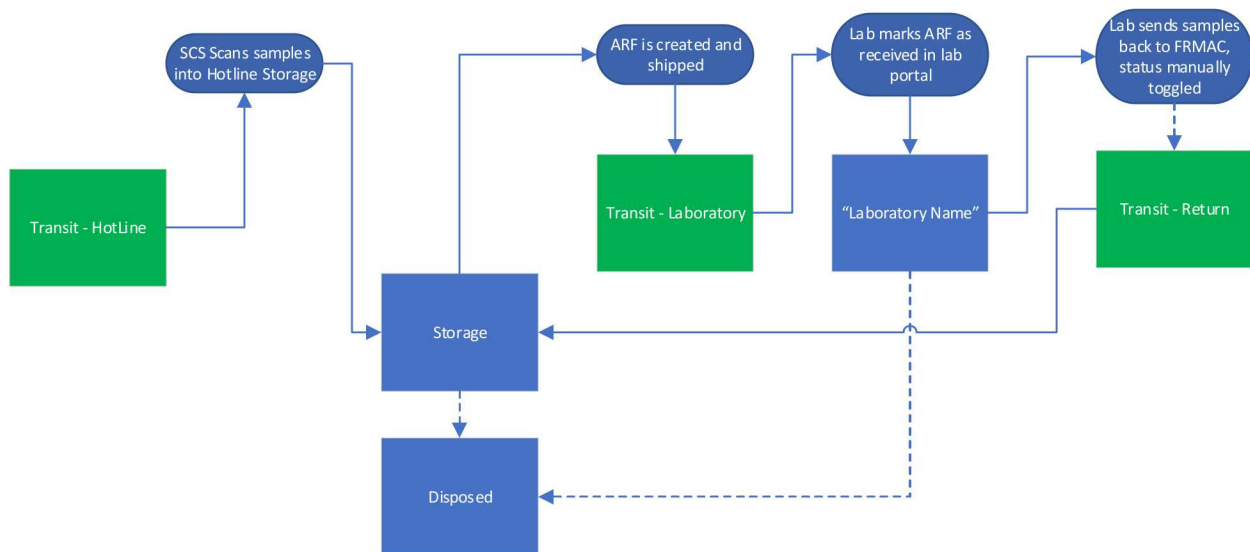 SCS Scans samples
into Hotline Storage
ARF is created and
shipped
Lab marks ARF as
received in lab
portal
Lab sends samples
back to FRMAC,
status manually
toggled
Transit - HotLine
Transit - Laboratory
“Laboratory Name”
Transit - Return
Storage
Disposed